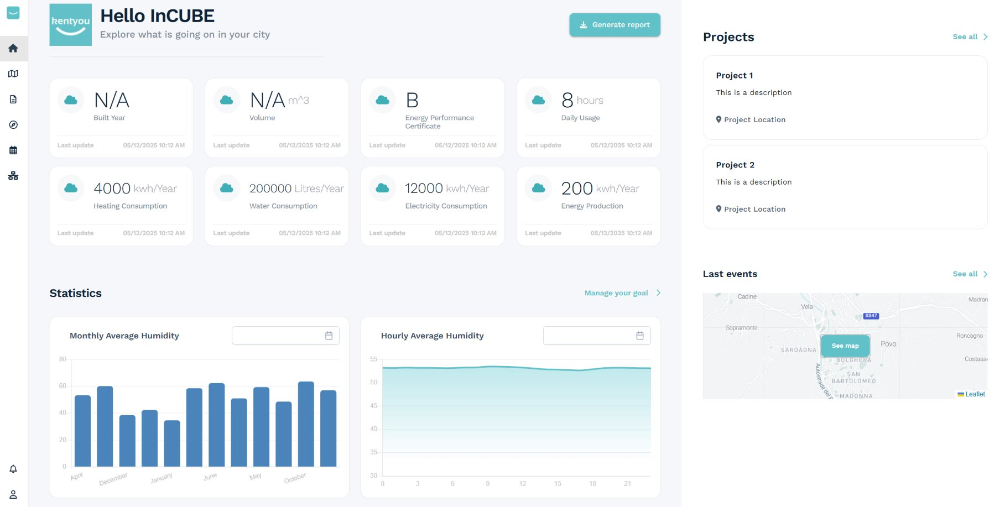 kentyou
Hello InCUBE
Explore what is going on in your city
Generate report
N/A
Built Year
Last update 05/12/2025 10:12 AM
N/A m^3
Volume
Last update 05/12/2025 10:12 AM
B
Energy Performance
Certificate
Last update 05/12/2025 10:12 AM
8 hours
Daily Usage
Last update 05/12/2025 10:12 AM
4000 kwh/Year
Heating Consumption
Last update 05/12/2025 10:12 AM
200000 Litres/Year
Water Consumption
Last update 05/12/2025 10:12 AM
12000 kwh/Year
Electricity Consumption
Last update 05/12/2025 10:12 AM
200 kwh/Year
Energy Production
Last update 05/12/2025 10:12 AM
Statistics
Manage your goal
Monthly Average Humidity
80
60
40
20
0
April December January June May October
Hourly Average Humidity
55
50
45
40
35
30
0 3 6 9 12 15 18 21
Projects
See all
Project 1
This is a description
Project Location
Project 2
This is a description
Project Location
Last events
See all
Cadine
Vela
Madran
SS47
Sopramonte
Roncogno
See map
Povo
SARDAGNA
BOLGHERA
Costasav
Autostrada del
SAN
BARTOLOMEO
MADONNA
Leaflet